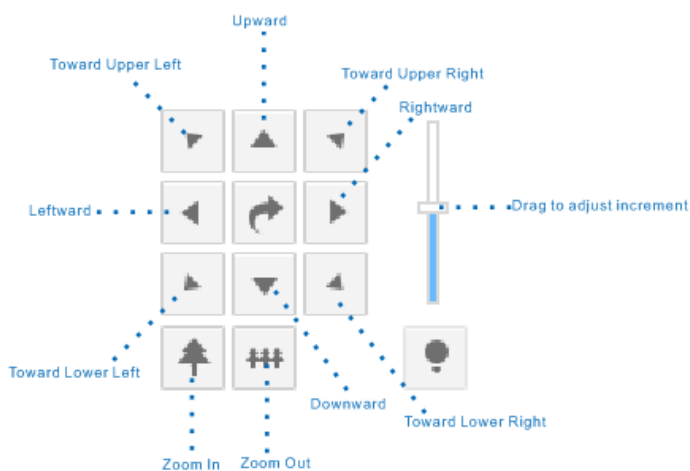 Upward
Toward Upper Left
Toward Upper Right
Rightward
Leftward
Drag to adjust increment
Toward Lower Left
Downward
Toward Lower Right
Zoom In
Zoom Out